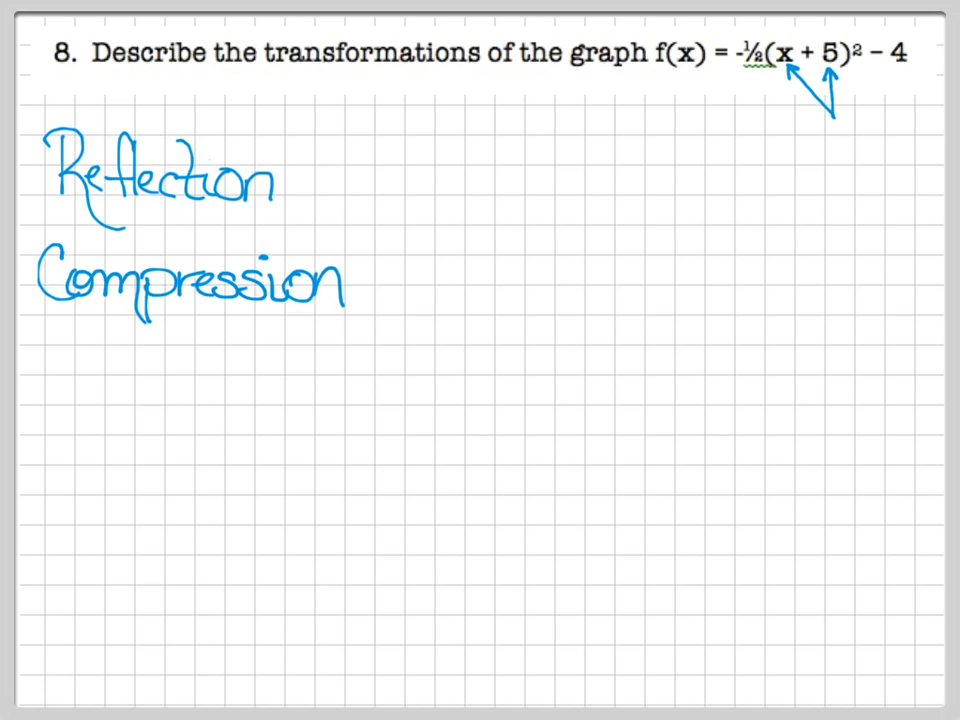 8. Describe the transformations of the graph f(x) = -½(x + 5)² – 4
Reflection
Compression